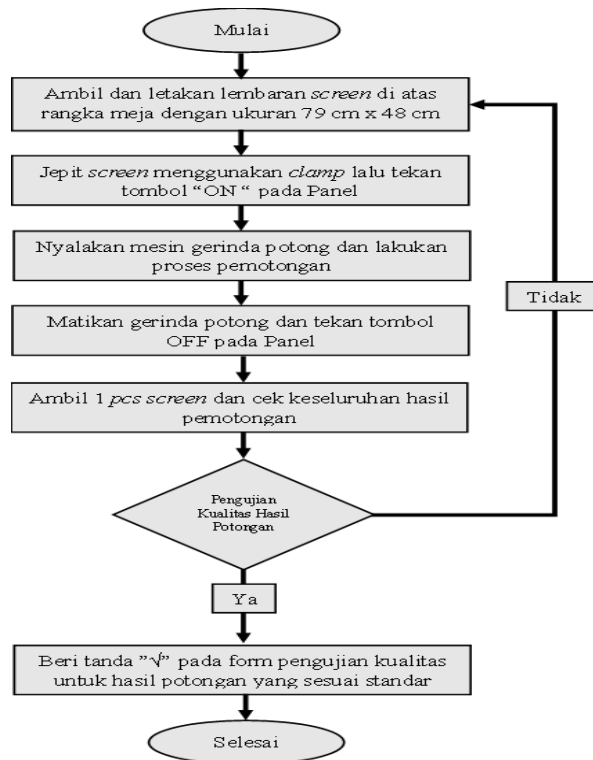 Mulai
Ambil dan letakan lembaran screen di atas
rangka meja dengan ukuran 79 cm x 48 cm
Jepit screen menggunakan clamp lalu tekan
tombol “ON “ pada Panel
Nyalakan mesin gerinda potong dan lakukan
proses pemotongan
Tidak
Matikan gerinda potong dan tekan tombol
OFF pada Panel
Ambil 1 pcs screen dan cek keseluruhan hasil
pemotongan
Pengujian
Kualitas Hasil
Potongan
Ya
Beri tanda ”√” pada form pengujian kualitas
untuk hasil potongan yang sesuai standar
Selesai